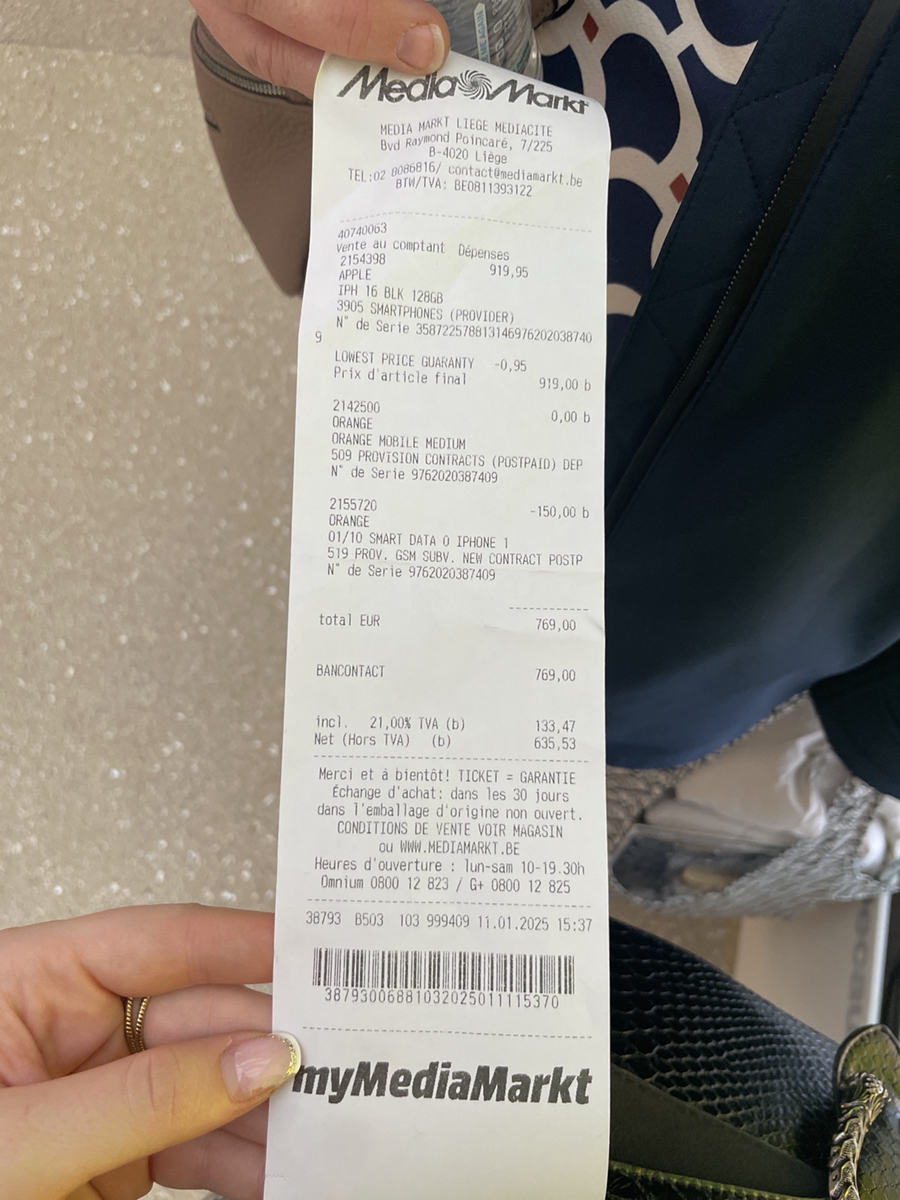 Media Markt
MEDIA MARKT LIEGE MEDIACITE
Bvd Raymond Poincaré, 7/225
B-4020 Liège
TEL:02 8086816/ contact@mediamarkt.be
BTW/TVA: BE0811393122
40740063
Vente au comptant Dépenses
2154398 919,95
APPLE
IPH 16 BLK 128GB
3905 SMARTPHONES (PROVIDER)
N° de Serie 358722578813146976202038740
9
LOWEST PRICE GUARANTY -0,95
Prix d'article final 919,00 b
2142500 0,00 b
ORANGE
ORANGE MOBILE MEDIUM
509 PROVISION CONTRACTS (POSTPAID) DEP
N° de Serie 9762020387409
2155720 -150,00 b
ORANGE
01/10 SMART DATA O IPHONE 1
519 PROV. GSM SUBV. NEW CONTRACT POSTP
N° de Serie 9762020387409
total EUR 769,00
BANCONTACT 769,00
incl. 21,00% TVA (b) 133,47
Net (Hors TVA) (b) 635,53
Merci et à bientôt! TICKET = GARANTIE
Échange d'achat: dans les 30 jours
dans l'emballage d'origine non ouvert.
CONDITIONS DE VENTE VOIR MAGASIN
ou WWW.MEDIAMARKT.BE
Heures d'ouverture : lun-sam 10-19.30h
Omnium 0800 12 823 / G+ 0800 12 825
38793 B503 103 999409 11.01.2025 15:37
38793006881032025011115370
myMediaMarkt